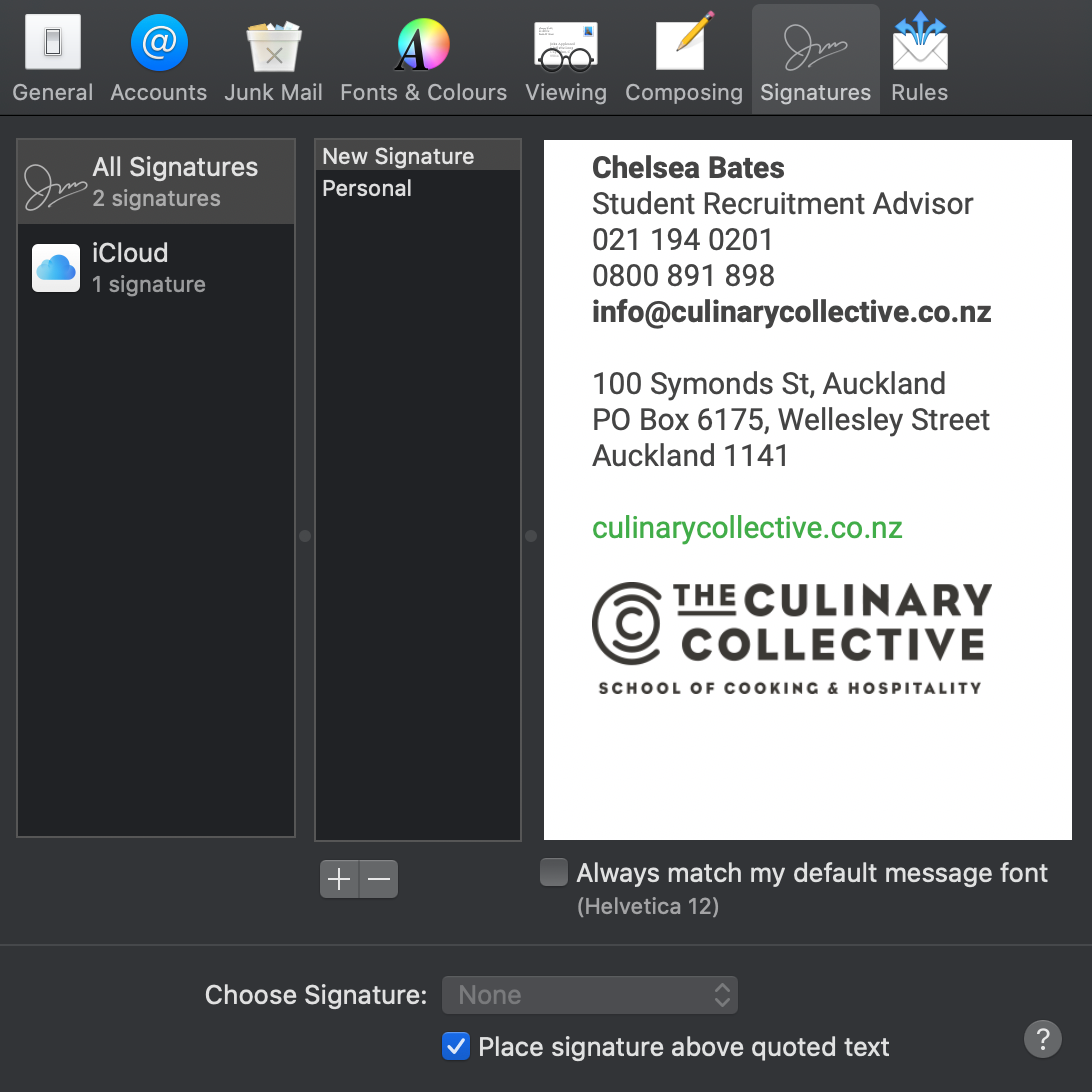 General Accounts Junk Mail Fonts & Colours Viewing Composing Signatures Rules
All Signatures
2 signatures
iCloud
1 signature
New Signature
Personal
Chelsea Bates
Student Recruitment Advisor
021 194 0201
0800 891 898
info@culinarycollective.co.nz
100 Symonds St, Auckland
PO Box 6175, Wellesley Street
Auckland 1141
culinarycollective.co.nz
THE CULINARY
COLLECTIVE
SCHOOL OF COOKING & HOSPITALITY
Always match my default message font
(Helvetica 12)
Choose Signature: None
Place signature above quoted text
?